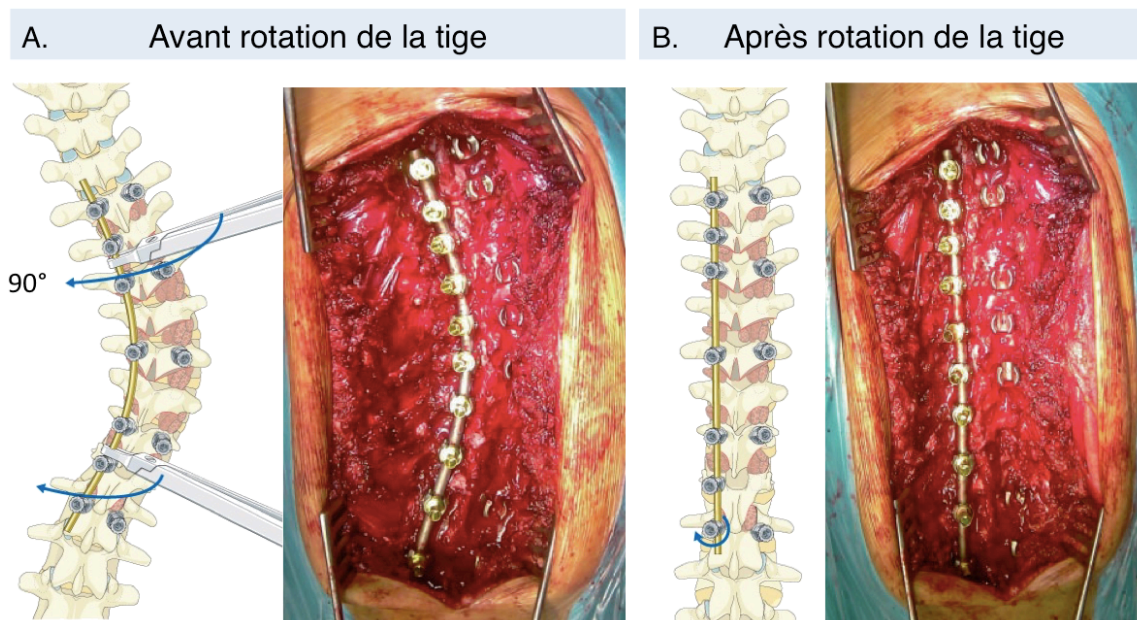 A. Avant rotation de la tige
B. Après rotation de la tige
90°